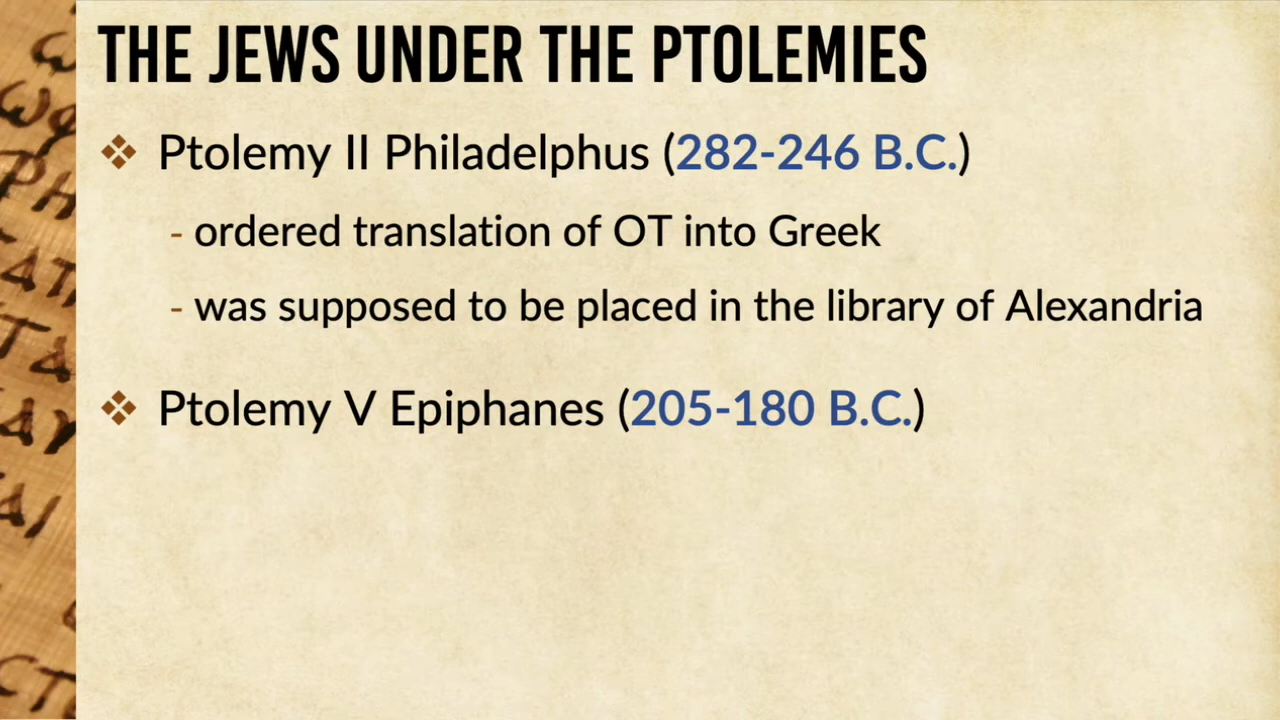 THE JEWS UNDER THE PTOLEMIES
❖ Ptolemy II Philadelphus (282-246 B.C.)
- ordered translation of OT into Greek
- was supposed to be placed in the library of Alexandria
❖ Ptolemy V Epiphanes (205-180 B.C.)